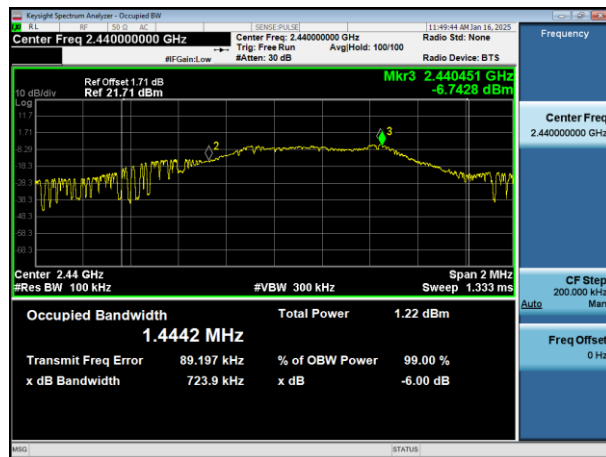 Keysight Spectrum Analyzer - Occupied BW
RL RF 50 Ω AC SENSE:PULSE 11:49:44 AM Jan 16, 2025
Center Freq 2.440000000 GHz
Center Freq: 2.440000000 GHz Radio Std: None
Trig: Free Run Avg|Hold: 100/100
#IFGain:Low #Atten: 30 dB Radio Device: BTS
Frequency
Ref Offset 1.71 dB Mkr3 2.440451 GHz
10 dB/div Ref 21.71 dBm -6.7428 dBm
Log
11.7
1.71
-8.29
-18.3
-28.3
-38.3
-48.3
-58.3
-68.3
2
3
Center 2.44 GHz Span 2 MHz
#Res BW 100 kHz #VBW 300 kHz Sweep 1.333 ms
Occupied Bandwidth Total Power 1.22 dBm
1.4442 MHz
Transmit Freq Error 89.197 kHz % of OBW Power 99.00 %
x dB Bandwidth 723.9 kHz x dB -6.00 dB
Center Freq
2.440000000 GHz
CF Step
200.000 kHz
Auto Man
Freq Offset
0 Hz
MSG STATUS